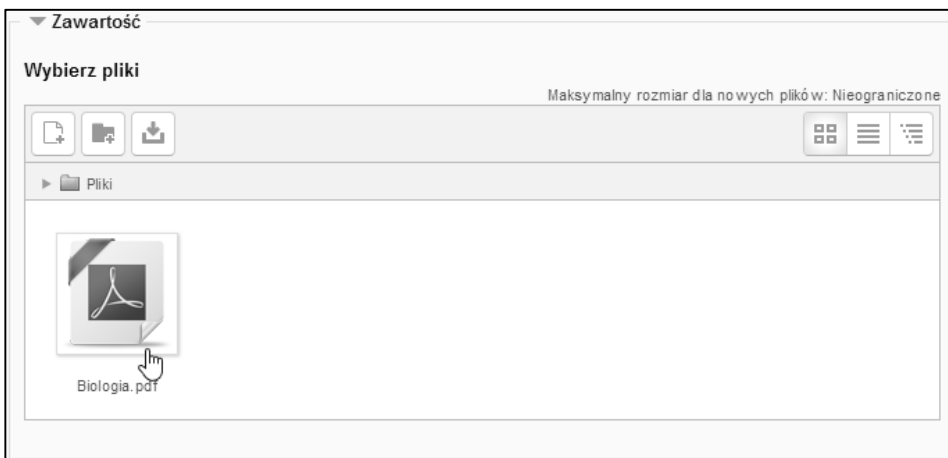 Zawartość
Wybierz pliki
Maksymalny rozmiar dla nowych plików: Nieograniczone
Pliki
Biologia.pdf